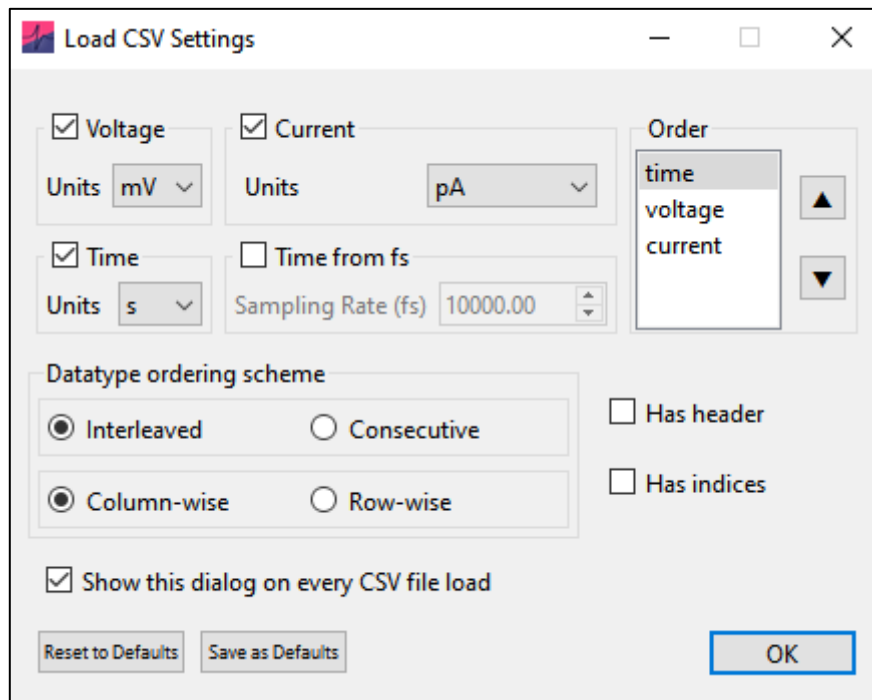 Load CSV Settings
Voltage
Units mV
Current
Units pA
Order
time
voltage
current
Time
Units s
Time from fs
Sampling Rate (fs) 10000.00
Datatype ordering scheme
Interleaved Consecutive
Column-wise Row-wise
Has header
Has indices
Show this dialog on every CSV file load
Reset to Defaults Save as Defaults OK